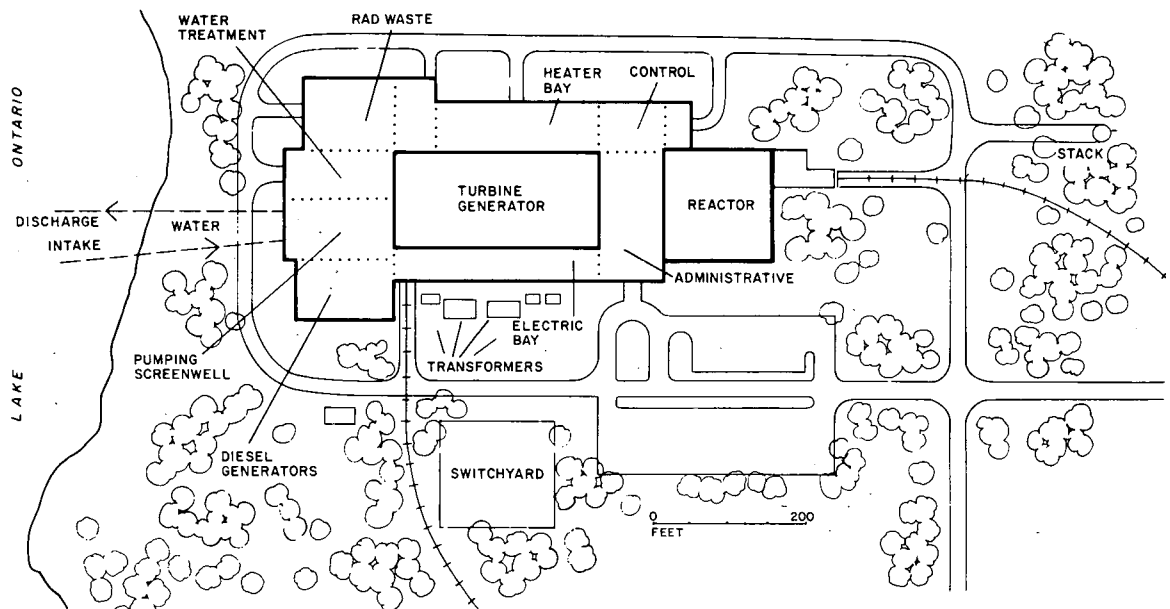 WATER
TREATMENT
RAD WASTE
HEATER
BAY
CONTROL
LAKE ONTARIO
STACK
TURBINE
GENERATOR
REACTOR
DISCHARGE
WATER
INTAKE
ADMINISTRATIVE
ELECTRIC
BAY
TRANSFORMERS
PUMPING
SCREENWELL
DIESEL
GENERATORS
SWITCHYARD
0 200
FEET